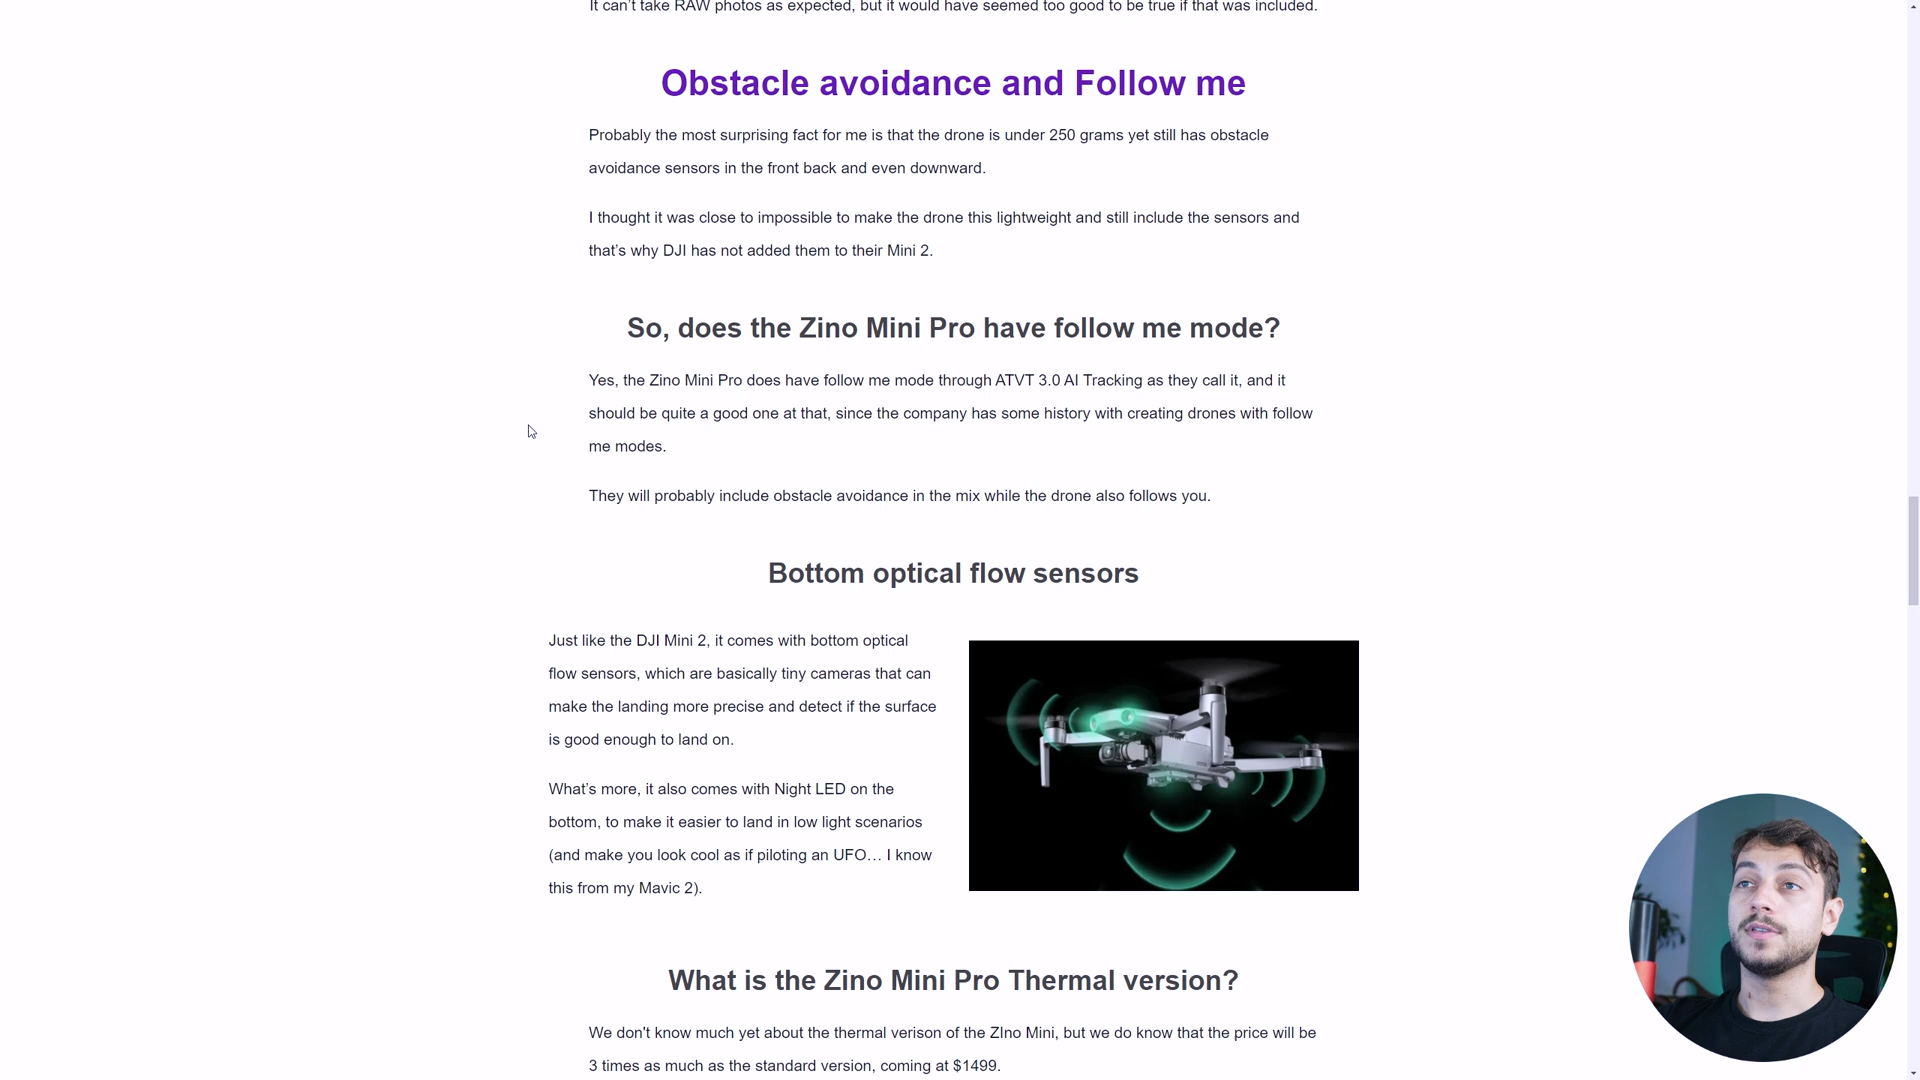 It can't take RAW photos as expected, but it would have seemed too good to be true if that was included.
Obstacle avoidance and Follow me
Probably the most surprising fact for me is that the drone is under 250 grams yet still has obstacle
avoidance sensors in the front back and even downward.
I thought it was close to impossible to make the drone this lightweight and still include the sensors and
that's why DJI has not added them to their Mini 2.
So, does the Zino Mini Pro have follow me mode?
Yes, the Zino Mini Pro does have follow me mode through ATVT 3.0 AI Tracking as they call it, and it
should be quite a good one at that, since the company has some history with creating drones with follow
me modes.
They will probably include obstacle avoidance in the mix while the drone also follows you.
Bottom optical flow sensors
Just like the DJI Mini 2, it comes with bottom optical
flow sensors, which are basically tiny cameras that can
make the landing more precise and detect if the surface
is good enough to land on.
What's more, it also comes with Night LED on the
bottom, to make it easier to land in low light scenarios
(and make you look cool as if piloting an UFO… I know
this from my Mavic 2).
What is the Zino Mini Pro Thermal version?
We don't know much yet about the thermal verison of the ZIno Mini, but we do know that the price will be
3 times as much as the standard version, coming at $1499.